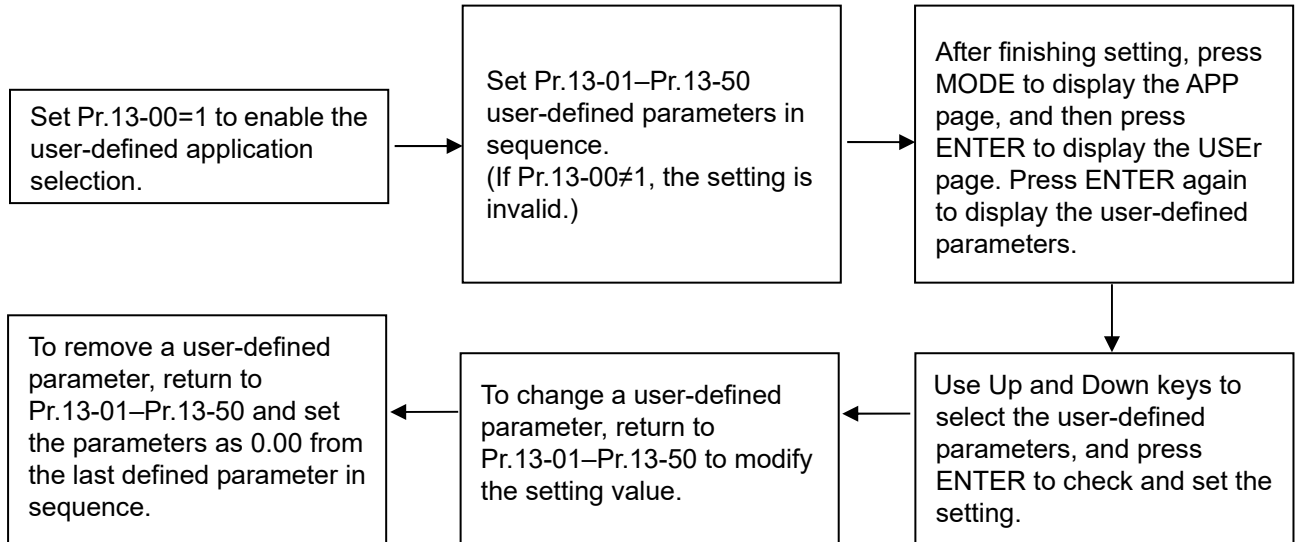 Set Pr.13-00=1 to enable the
user-defined application
selection.
Set Pr.13-01–Pr.13-50
user-defined parameters in
sequence.
(If Pr.13-00≠1, the setting is
invalid.)
After finishing setting, press
MODE to display the APP
page, and then press
ENTER to display the USEr
page. Press ENTER again
to display the user-defined
parameters.
Use Up and Down keys to
select the user-defined
parameters, and press
ENTER to check and set the
setting.
To change a user-defined
parameter, return to
Pr.13-01–Pr.13-50 to modify
the setting value.
To remove a user-defined
parameter, return to
Pr.13-01–Pr.13-50 and set
the parameters as 0.00 from
the last defined parameter in
sequence.